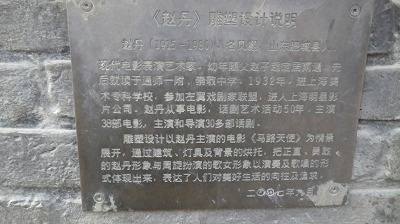 《赵丹》雕塑设计说明
赵丹（1915-1980），名凤翱，山东肥城县人，
现代电影表演艺术家，幼年随父赵子超居南通，先
后就读于通师一附、崇敬中学，1932年，进上海美
术专科学校，参加左翼戏剧家联盟，进入上海明星影
片公司。赵丹从事电影、话剧艺术活动50年，主演
38部电影，主演和导演30多部话剧。
雕塑设计以赵丹主演的电影《马路天使》为情景
展开，通过建筑、灯具及背景的烘托，把正直、勇敢
的赵丹形象与周旋扮演的歌女形象以演奏及歌唱的形
式体现出来，表达了人们对美好生活的向往及追求。
二〇〇七年九月